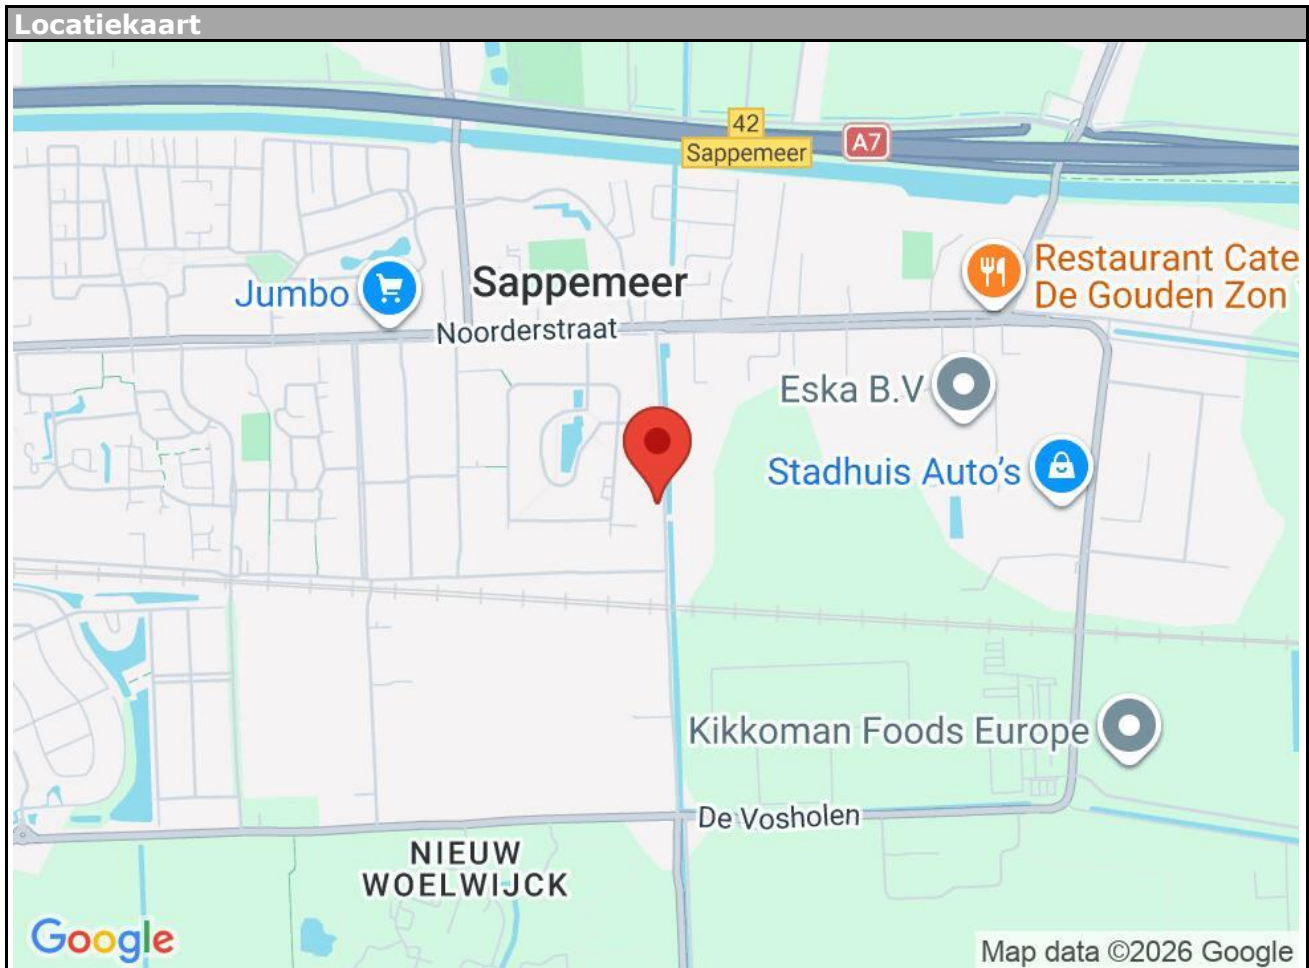 Locatiekaart
42
Sappemeer
A7
Restaurant Cate
De Gouden Zon
Jumbo
Sappemeer
Noorderstraat
Eska B.V
Stadhuis Auto's
Kikkoman Foods Europe
De Vosholen
NIEUW
WOELWIJCK
Google
Map data ©2026 Google